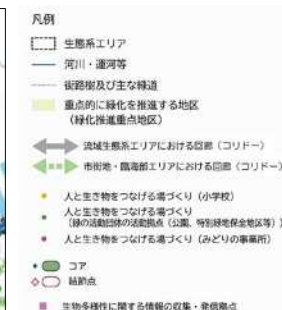 凡例
生態系エリア
河川・運河等
街路樹及び主な緑道
重点的に緑化を推進する地区
(緑化推進重点地区)
流域生態系エリアにおける回廊(コリドー)
市街地・臨海部エリアにおける回廊(コリドー)
人と生き物をつなげる場づくり(小学校)
人と生き物をつなげる場づくり
(緑の活動団体の活動拠点(公園、特別緑地保全地区等))
人と生き物をつなげる場づくり(みどりの事業所)
コア
結節点
生物多様性に関する情報の収集・発信拠点